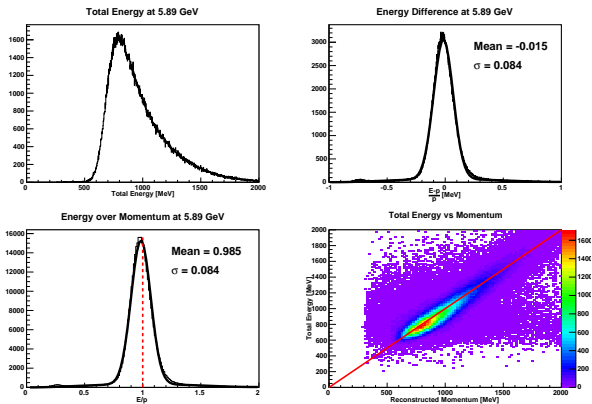 Total Energy at 5.89 GeV
1600
1400
1200
1000
800
600
400
200
0
0 500 1000 1500 2000
Total Energy [MeV]
Energy Difference at 5.89 GeV
Mean = -0.015
σ = 0.084
3000
2500
2000
1500
1000
500
0
-1 -0.5 0 0.5 1
E-p
p [MeV]
Energy over Momentum at 5.89 GeV
Mean = 0.985
σ = 0.084
16000
14000
12000
10000
8000
6000
4000
2000
0
0 0.5 1 1.5 2
E/p
Total Energy vs Momentum
Total Energy [MeV]
2000
1800
1600
1400
1200
1000
800
600
400
200
0
0 500 1000 1500 2000
Reconstructed Momentum [MeV]
1600
1400
1200
1000
800
600
400
200
0